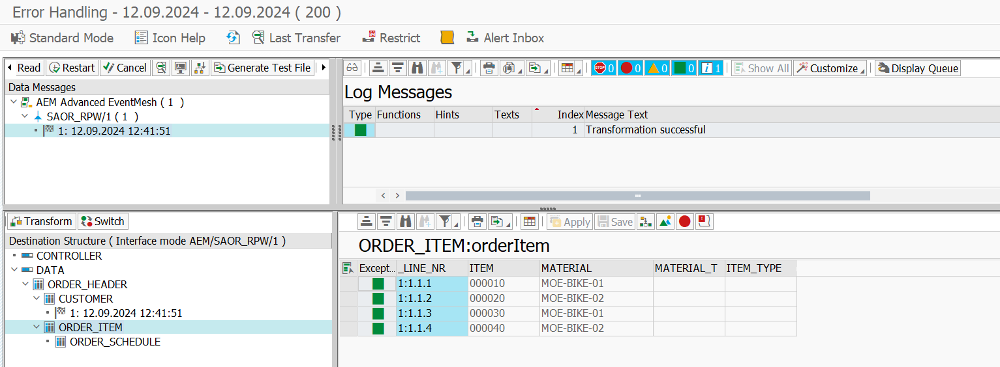 Error Handling - 12.09.2024 - 12.09.2024 ( 200 )
Standard Mode Icon Help Last Transfer Restrict Alert Inbox
Read Restart Cancel Generate Test File
Data Messages
AEM Advanced EventMesh ( 1 )
SAOR_RPW/1 ( 1 )
1: 12.09.2024 12:41:51
STOP 0 0 0 0 i 1 Show All Customize Display Queue
Log Messages
Type Functions Hints Texts Index Message Text
1 Transformation successful
Transform Switch
Destination Structure ( Interface mode AEM/SAOR_RPW/1 )
CONTROLLER
DATA
ORDER_HEADER
CUSTOMER
1: 12.09.2024 12:41:51
ORDER_ITEM
ORDER_SCHEDULE
Apply Save
ORDER_ITEM:orderItem
Except... _LINE_NR ITEM MATERIAL MATERIAL_T ITEM_TYPE
1:1.1.1 000010 MOE-BIKE-01
1:1.1.2 000020 MOE-BIKE-02
1:1.1.3 000030 MOE-BIKE-01
1:1.1.4 000040 MOE-BIKE-02